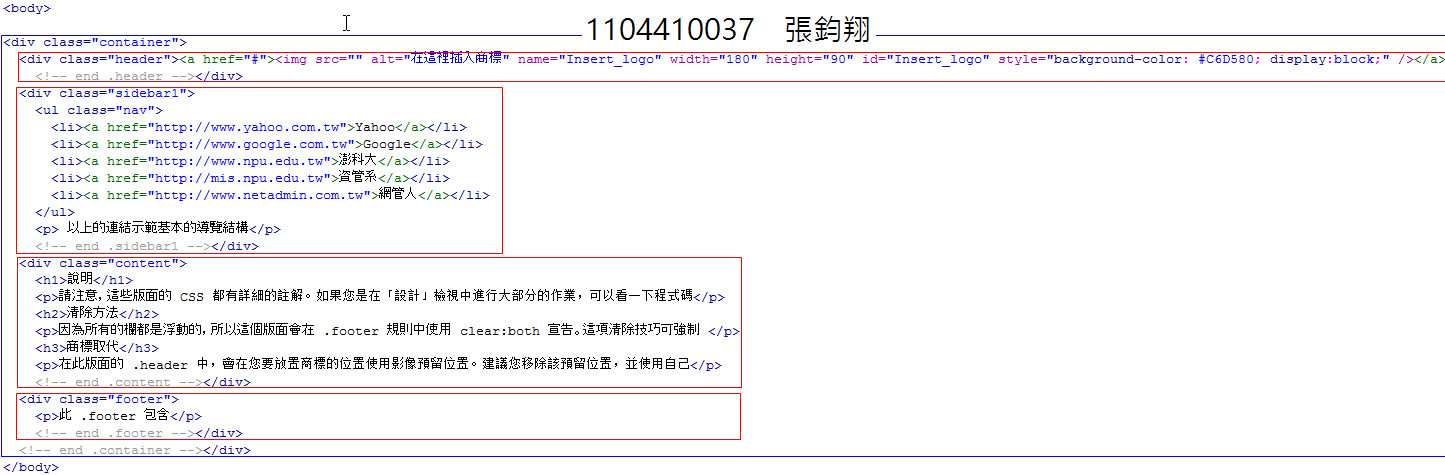 <body>
1104410037 張鈞翔
<div class="container">
<div class="header"><a href="#"><img src="" alt="在這裡插入商標" name="Insert_logo" width="180" height="90" id="Insert_logo" style="background-color: #C6D580; display:block;" /></a>
<!-- end .header --></div>
<div class="sidebar1">
<ul class="nav">
<li><a href="http://www.yahoo.com.tw">Yahoo</a></li>
<li><a href="http://www.google.com.tw">Google</a></li>
<li><a href="http://www.npu.edu.tw">澎科大</a></li>
<li><a href="http://mis.npu.edu.tw">資管系</a></li>
<li><a href="http://www.netadmin.com.tw">網管人</a></li>
</ul>
<p> 以上的連結示範基本的導覽結構</p>
<!-- end .sidebar1 --></div>
<div class="content">
<h1>說明</h1>
<p>請注意，這些版面的 CSS 都有詳細的註解。如果您是在「設計」檢視中進行大部分的作業，可以看一下程式碼</p>
<h2>清除方法</h2>
<p>因為所有的欄都是浮動的，所以這個版面會在 .footer 規則中使用 clear:both 宣告。這項清除技巧可強制 </p>
<h3>商標取代</h3>
<p>在此版面的 .header 中，會在您要放置商標的位置使用影像預留位置。建議您移除該預留位置，並使用自己</p>
<!-- end .content --></div>
<div class="footer">
<p>此 .footer 包含</p>
<!-- end .footer --></div>
<!-- end .container --></div>
</body>